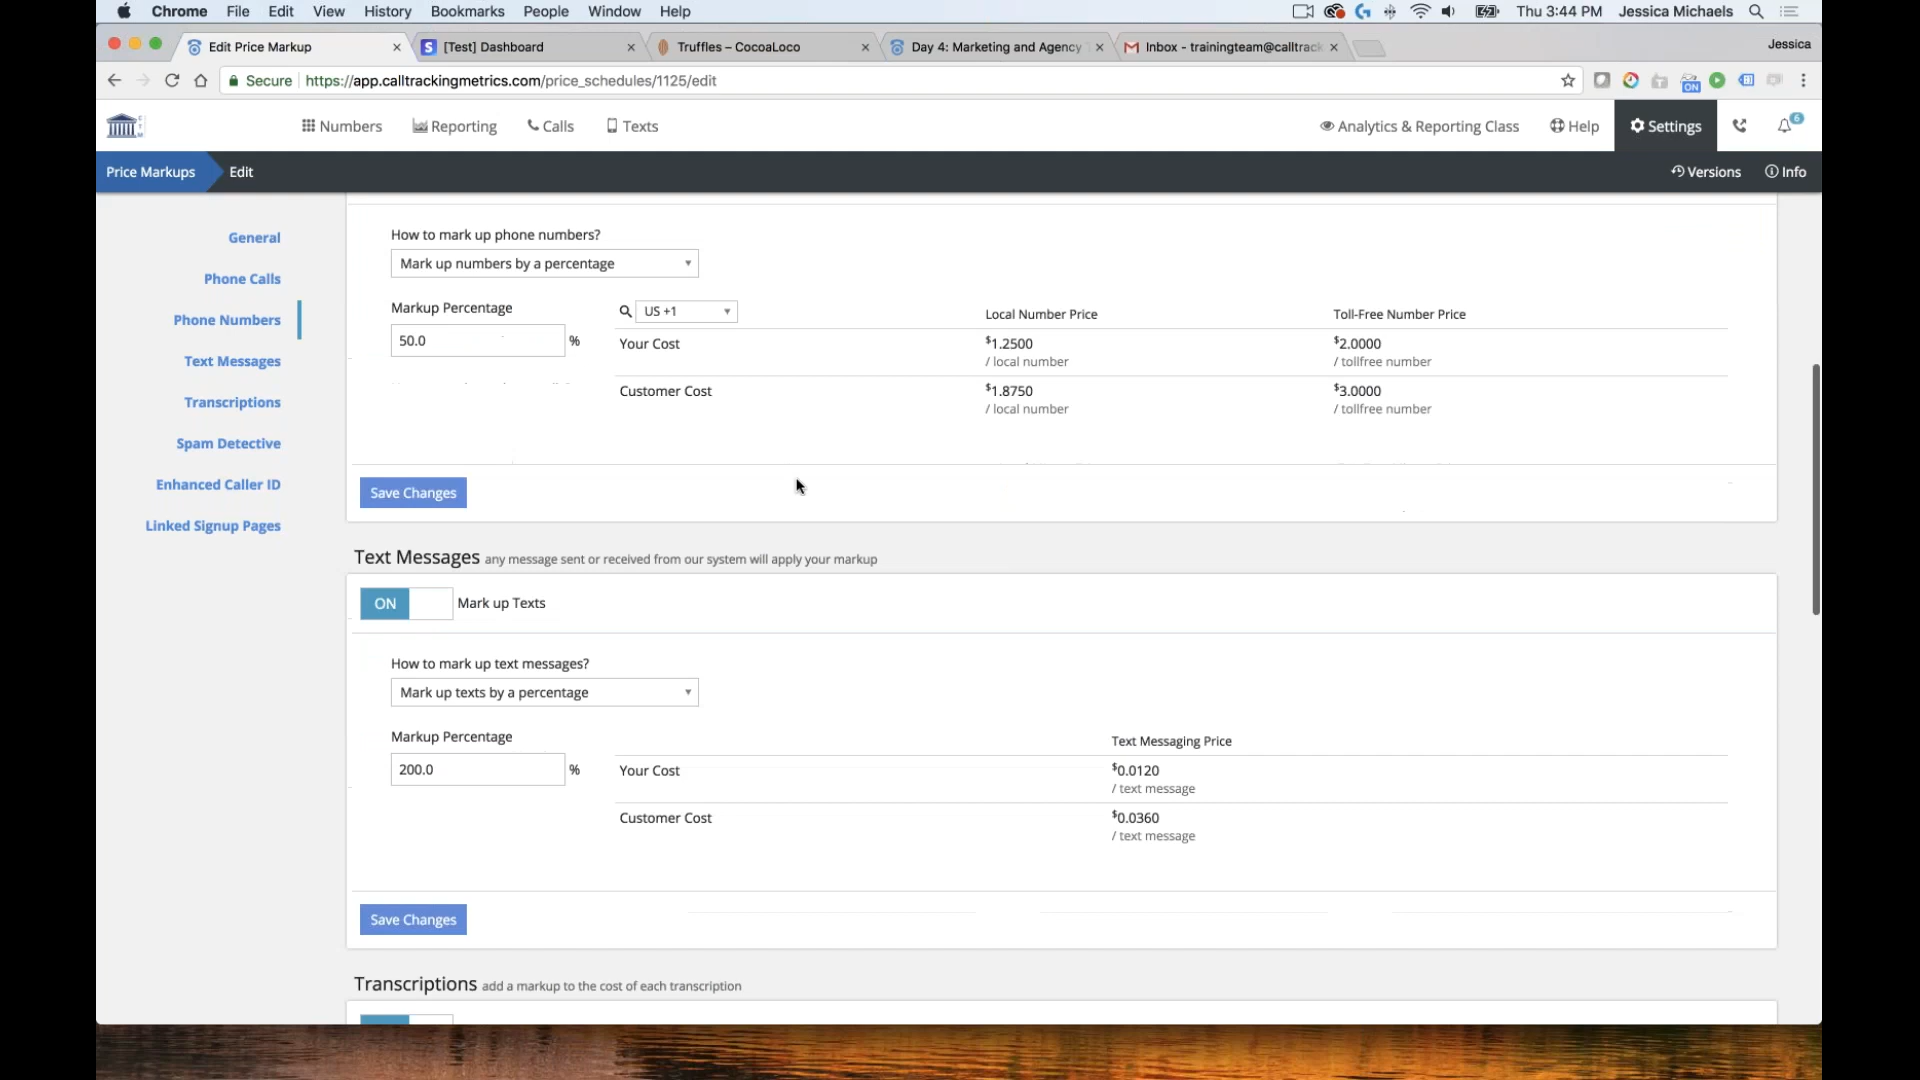 Chrome File Edit View History Bookmarks People Window Help Thu 3:44 PM Jessica Michaels
Edit Price Markup [Test] Dashboard Truffles – CocoaLoco Day 4: Marketing and Agency Inbox - trainingteam@calltrack Jessica
Secure https://app.calltrackingmetrics.com/price_schedules/1125/edit ON
Numbers Reporting Calls Texts Analytics & Reporting Class Help Settings 6
Price Markups Edit Versions Info
General
Phone Calls
Phone Numbers
Text Messages
Transcriptions
Spam Detective
Enhanced Caller ID
Linked Signup Pages
How to mark up phone numbers?
Mark up numbers by a percentage
Markup Percentage
50.0 %
US +1 Local Number Price Toll-Free Number Price
Your Cost $1.2500 $2.0000
/ local number / tollfree number
Customer Cost $1.8750 $3.0000
/ local number / tollfree number
Save Changes
Text Messages any message sent or received from our system will apply your markup
ON Mark up Texts
How to mark up text messages?
Mark up texts by a percentage
Markup Percentage
200.0 %
Text Messaging Price
Your Cost $0.0120
/ text message
Customer Cost $0.0360
/ text message
Save Changes
Transcriptions add a markup to the cost of each transcription